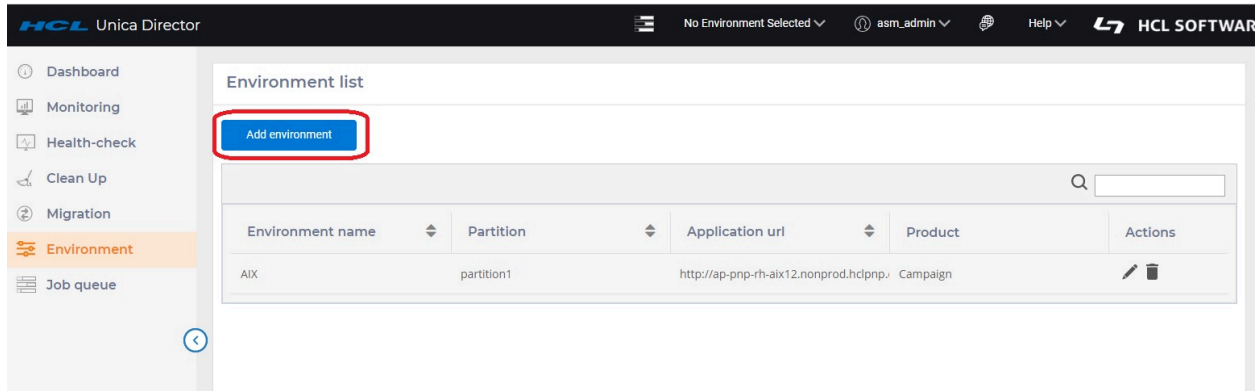 HCL Unica Director No Environment Selected asm_admin Help HCL SOFTWAR
Dashboard
Monitoring
Health-check
Clean Up
Migration
Environment
Job queue
Environment list
Add environment
Environment name Partition Application url Product Actions
AIX partition1 http://ap-pnp-rh-aix12.nonprod.hclpnp. Campaign